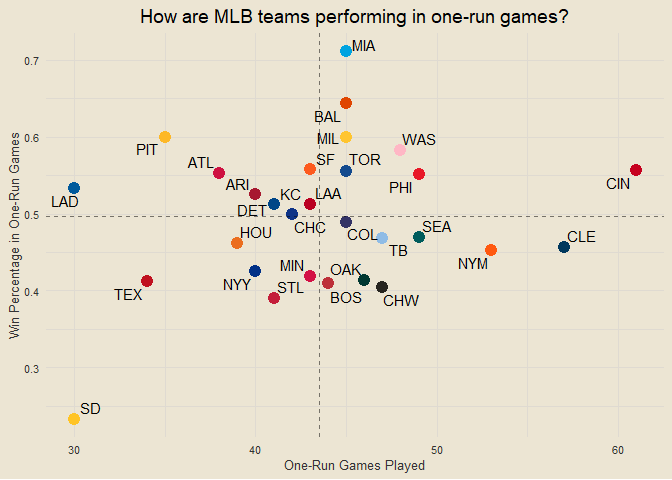 How are MLB teams performing in one-run games?
Win Percentage in One-Run Games
0.7
0.6
0.5
0.4
0.3
MIA
BAL
MIL
WAS
PIT
SF
TOR
ATL
PHI
CIN
ARI
KC
LAA
LAD
DET
CHC
COL
SEA
HOU
TB
CLE
NYM
MIN
OAK
NYY
STL
BOS
CHW
TEX
SD
30
40
50
60
One-Run Games Played